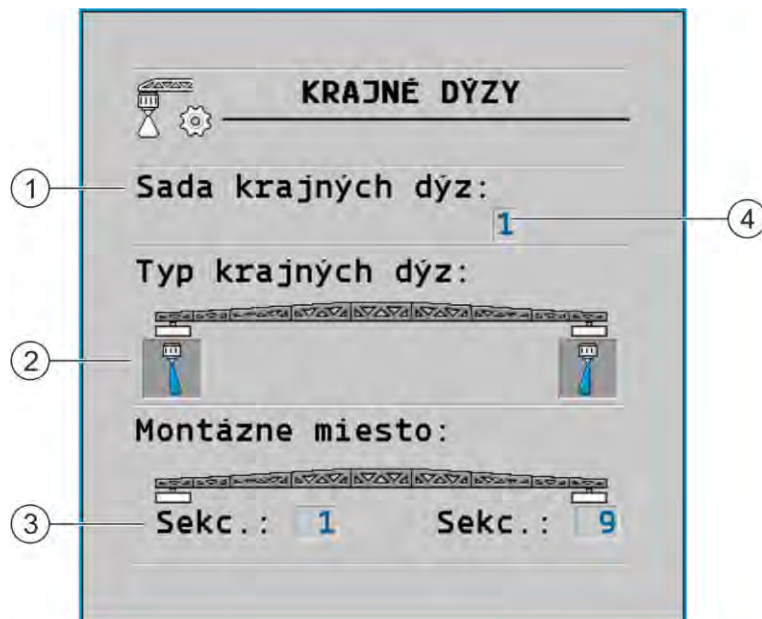 KRAJNÉ DÝZY
1 Sada krajných dýz:
1 4
Typ krajných dýz:
2
Montázne miesto:
3 Sekc.: 1 Sekc.: 9